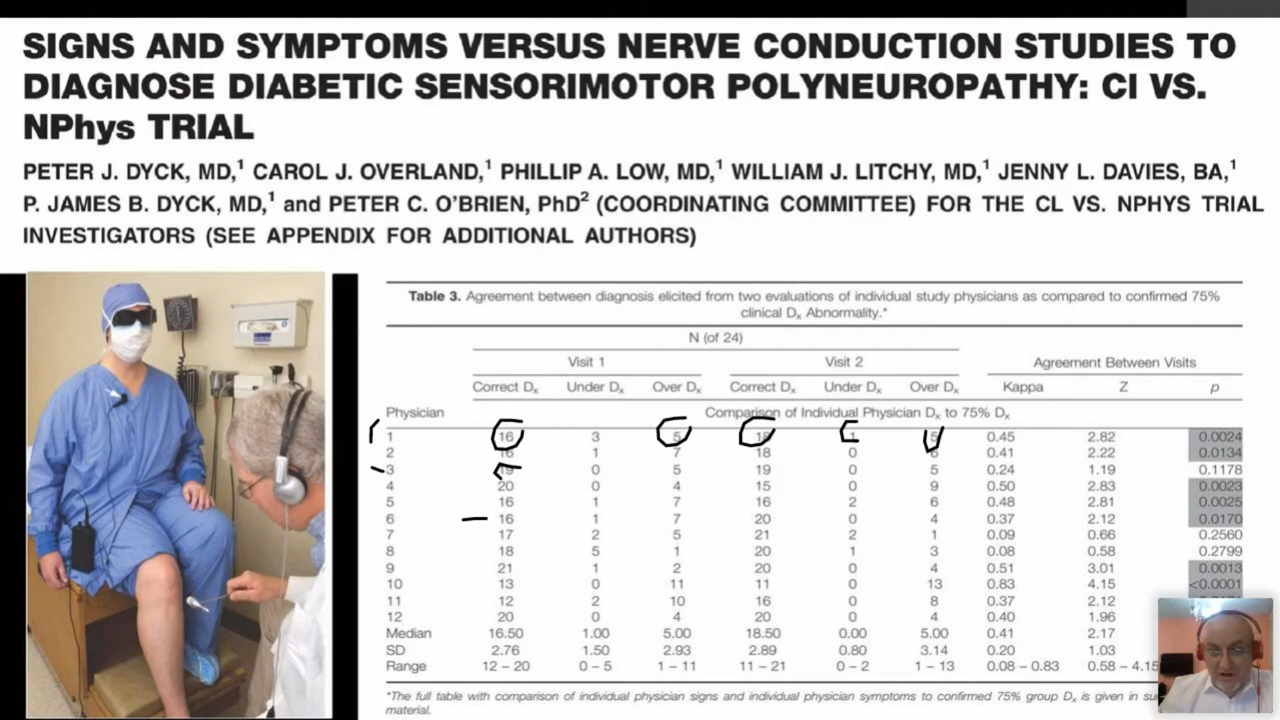 SIGNS AND SYMPTOMS VERSUS NERVE CONDUCTION STUDIES TO
DIAGNOSE DIABETIC SENSORIMOTOR POLYNEUROPATHY: CI VS.
NPhys TRIAL
PETER J. DYCK, MD,¹ CAROL J. OVERLAND,¹ PHILLIP A. LOW, MD,¹ WILLIAM J. LITCHY, MD,¹ JENNY L. DAVIES, BA,¹
P. JAMES B. DYCK, MD,¹ and PETER C. O'BRIEN, PhD² (COORDINATING COMMITTEE) FOR THE CL VS. NPHYS TRIAL
INVESTIGATORS (SEE APPENDIX FOR ADDITIONAL AUTHORS)
Table 3. Agreement between diagnosis elicited from two evaluations of individual study physicians as compared to confirmed 75%
clinical Dx Abnormality.*
N (of 24)
Visit 1 Visit 2 Agreement Between Visits
Correct Dx Under Dx Over Dx Correct Dx Under Dx Over Dx Kappa Z p
Physician Comparison of Individual Physician Dx to 75% Dx
1 16 3 5 18 1 5 0.45 2.82 0.0024
2 16 1 7 18 0 6 0.41 2.22 0.0134
3 19 0 5 19 0 5 0.24 1.19 0.1178
4 20 0 4 15 0 9 0.50 2.83 0.0023
5 16 1 7 16 2 6 0.48 2.81 0.0025
6 16 1 7 20 0 4 0.37 2.12 0.0170
7 17 2 5 21 2 1 0.09 0.66 0.2560
8 18 5 1 20 1 3 0.08 0.58 0.2799
9 21 1 2 20 0 4 0.51 3.01 0.0013
10 13 0 11 11 0 13 0.83 4.15 <0.0001
11 12 2 10 16 0 8 0.37 2.12
12 20 0 4 20 0 4 0.40 1.96
Median 16.50 1.00 5.00 18.50 0.00 5.00 0.41 2.17
SD 2.76 1.50 2.93 2.89 0.80 3.14 0.20 1.03
Range 12 – 20 0 – 5 1 – 11 11 – 21 0 – 2 1 – 13 0.08 – 0.83 0.58 – 4.15
*The full table with comparison of individual physician signs and individual physician symptoms to confirmed 75% group Dx is given in
material.